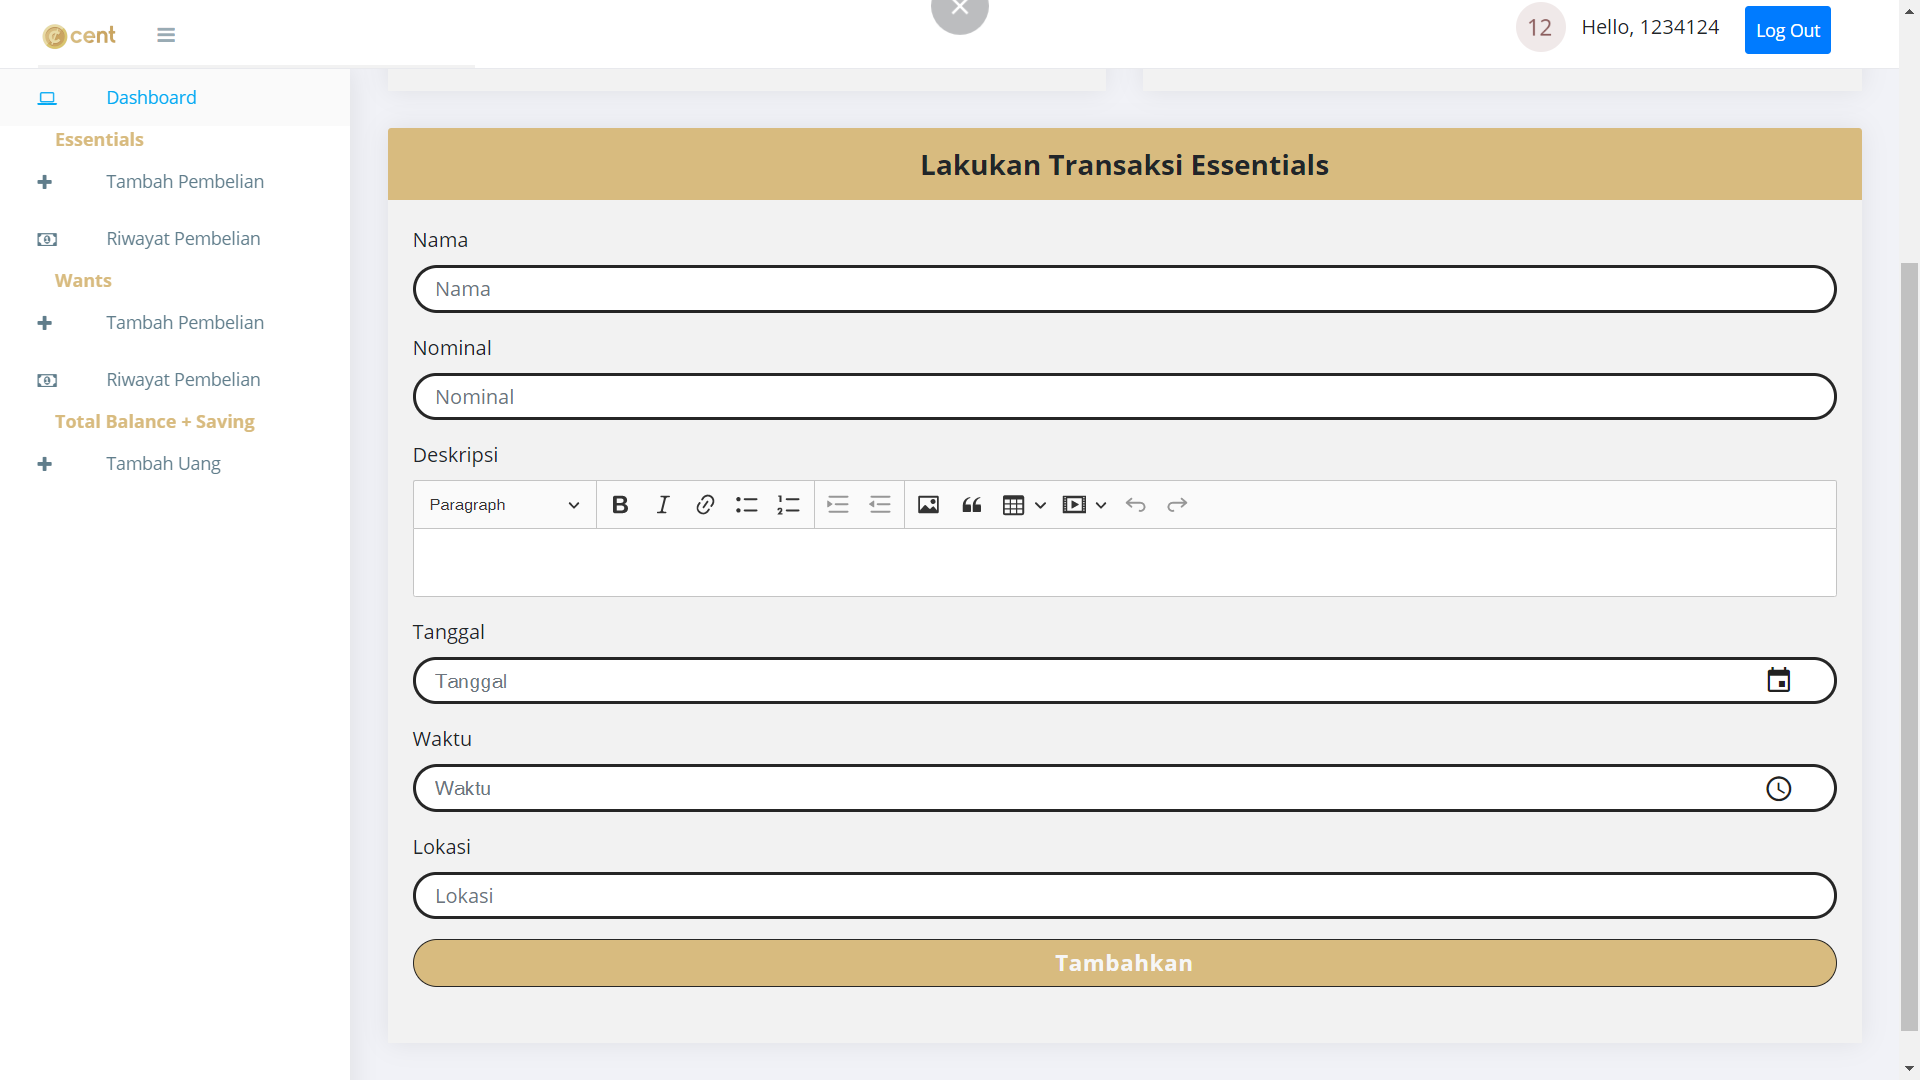 cent
12
Hello, 1234124
Log Out
Dashboard
Essentials
Tambah Pembelian
Riwayat Pembelian
Wants
Tambah Pembelian
Riwayat Pembelian
Total Balance + Saving
Tambah Uang
Lakukan Transaksi Essentials
Nama
Nama
Nominal
Nominal
Deskripsi
Paragraph
Tanggal
Tanggal
Waktu
Waktu
Lokasi
Lokasi
Tambahkan